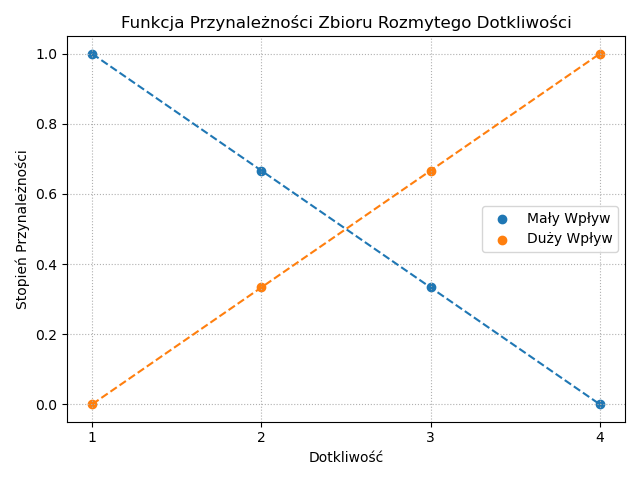 Funkcja Przynależności Zbioru Rozmytego Dotkliwości
Stopień Przynależności
1.0
0.8
0.6
0.4
0.2
0.0
Mały Wpływ
Duży Wpływ
1 2 3 4
Dotkliwość